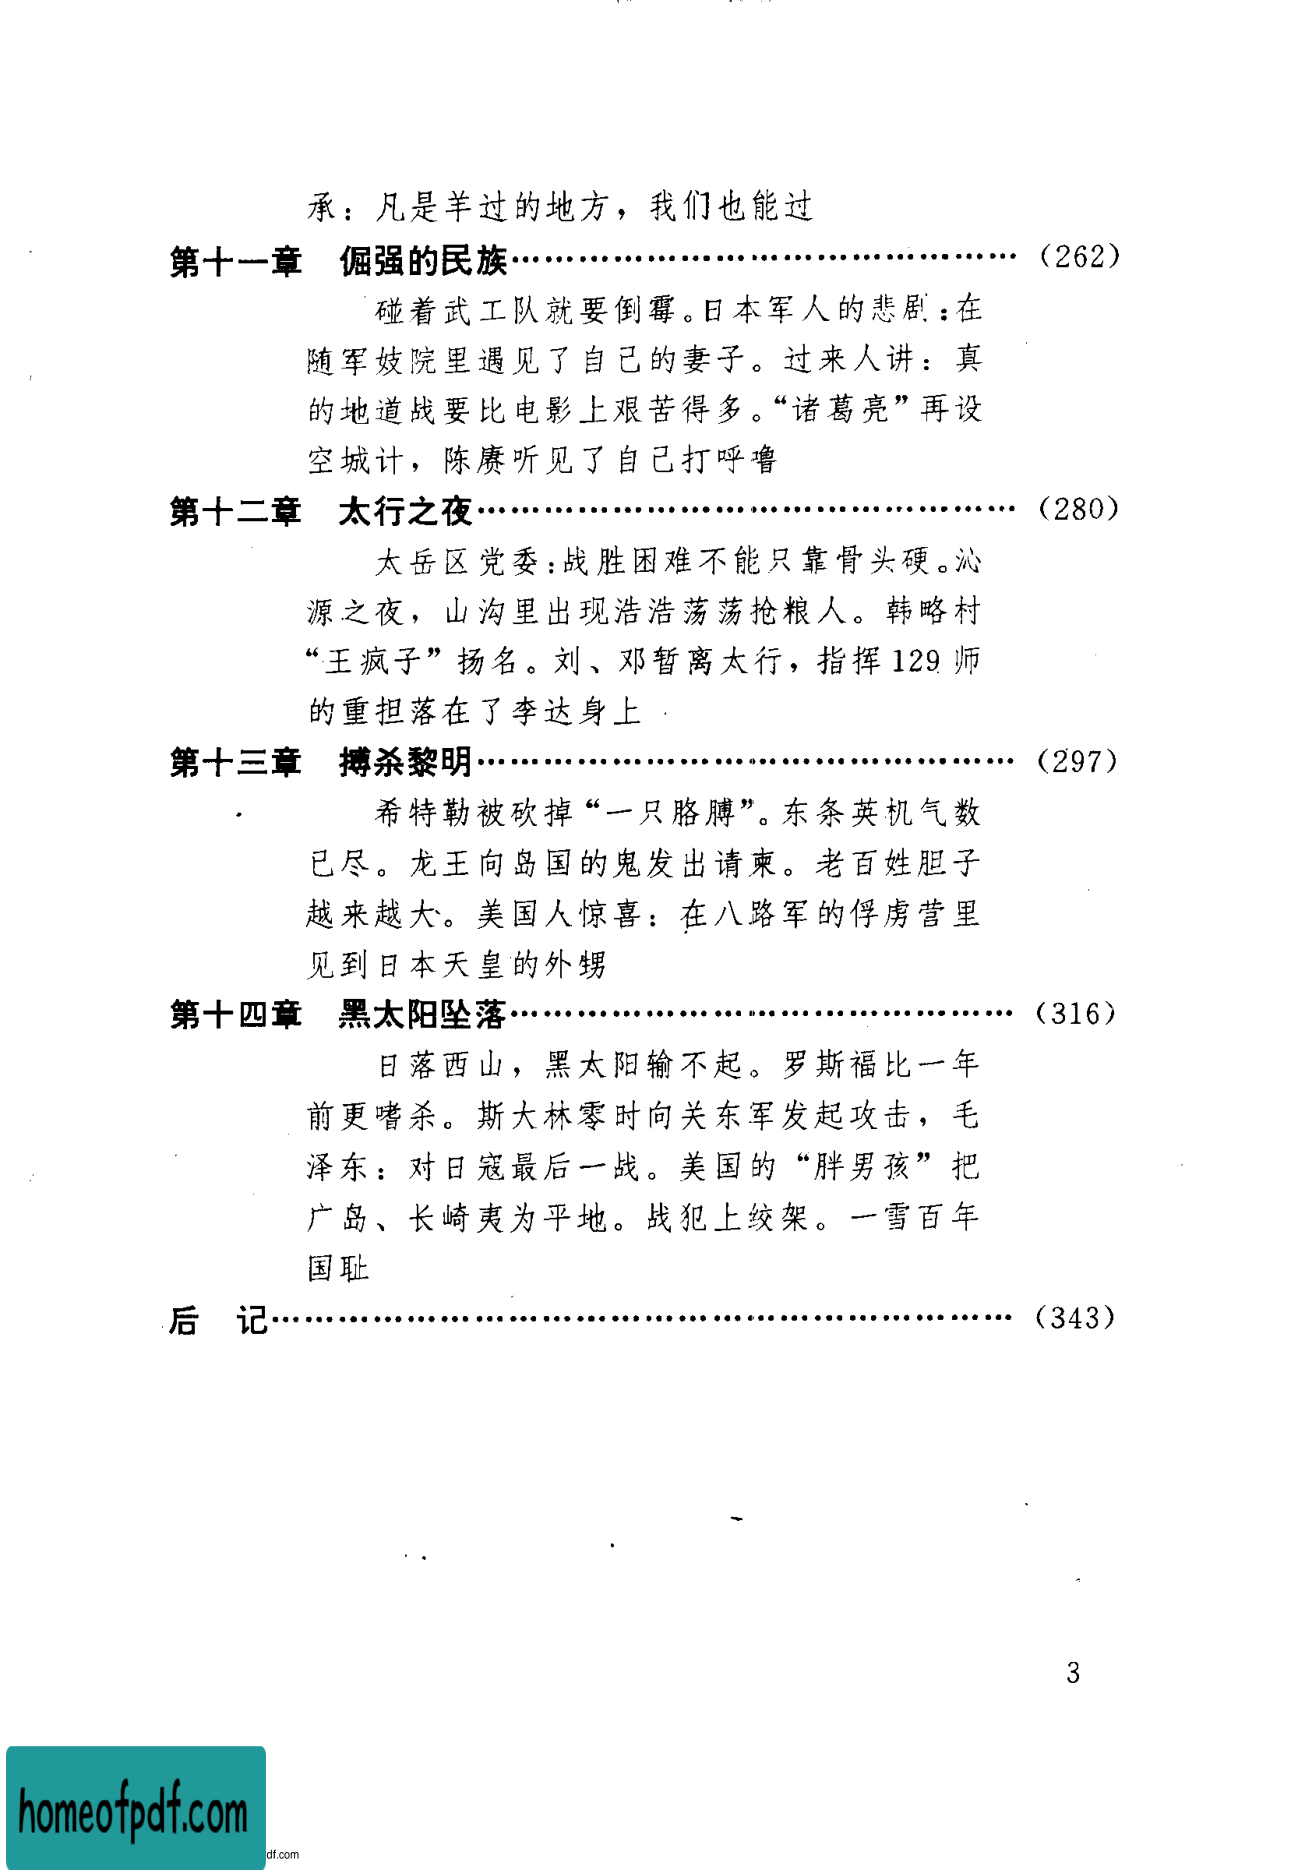 承：凡是羊过的地方，我们也能过
第十一章　倔强的民族……………………………………（262）
碰着武工队就要倒霉。日本军人的悲剧：在
随军妓院里遇见了自己的妻子。过来人讲：真
的地道战要比电影上艰苦得多。“诸葛亮”再设
空城计，陈赓听见了自己打呼噜
第十二章　太行之夜………………………………………（280）
太岳区党委：战胜困难不能只靠骨头硬。沁
源之夜，山沟里出现浩浩荡荡抢粮人。韩略村
“王疯子”扬名。刘、邓暂离太行，指挥129师
的重担落在了李达身上
第十三章　搏杀黎明………………………………………（297）
希特勒被砍掉“一只胳膊”。东条英机气数
已尽。龙王向岛国的鬼发出请柬。老百姓胆子
越来越大。美国人惊喜：在八路军的俘虏营里
见到日本天皇的外甥
第十四章　黑太阳坠落……………………………………（316）
日落西山，黑太阳输不起。罗斯福比一年
前更嗜杀。斯大林零时向关东军发起攻击，毛
泽东：对日寇最后一战。美国的“胖男孩”把
广岛、长崎夷为平地。战犯上绞架。一雪百年
国耻
后　记………………………………………………………（343）
3
homeofpdf.com
df.com